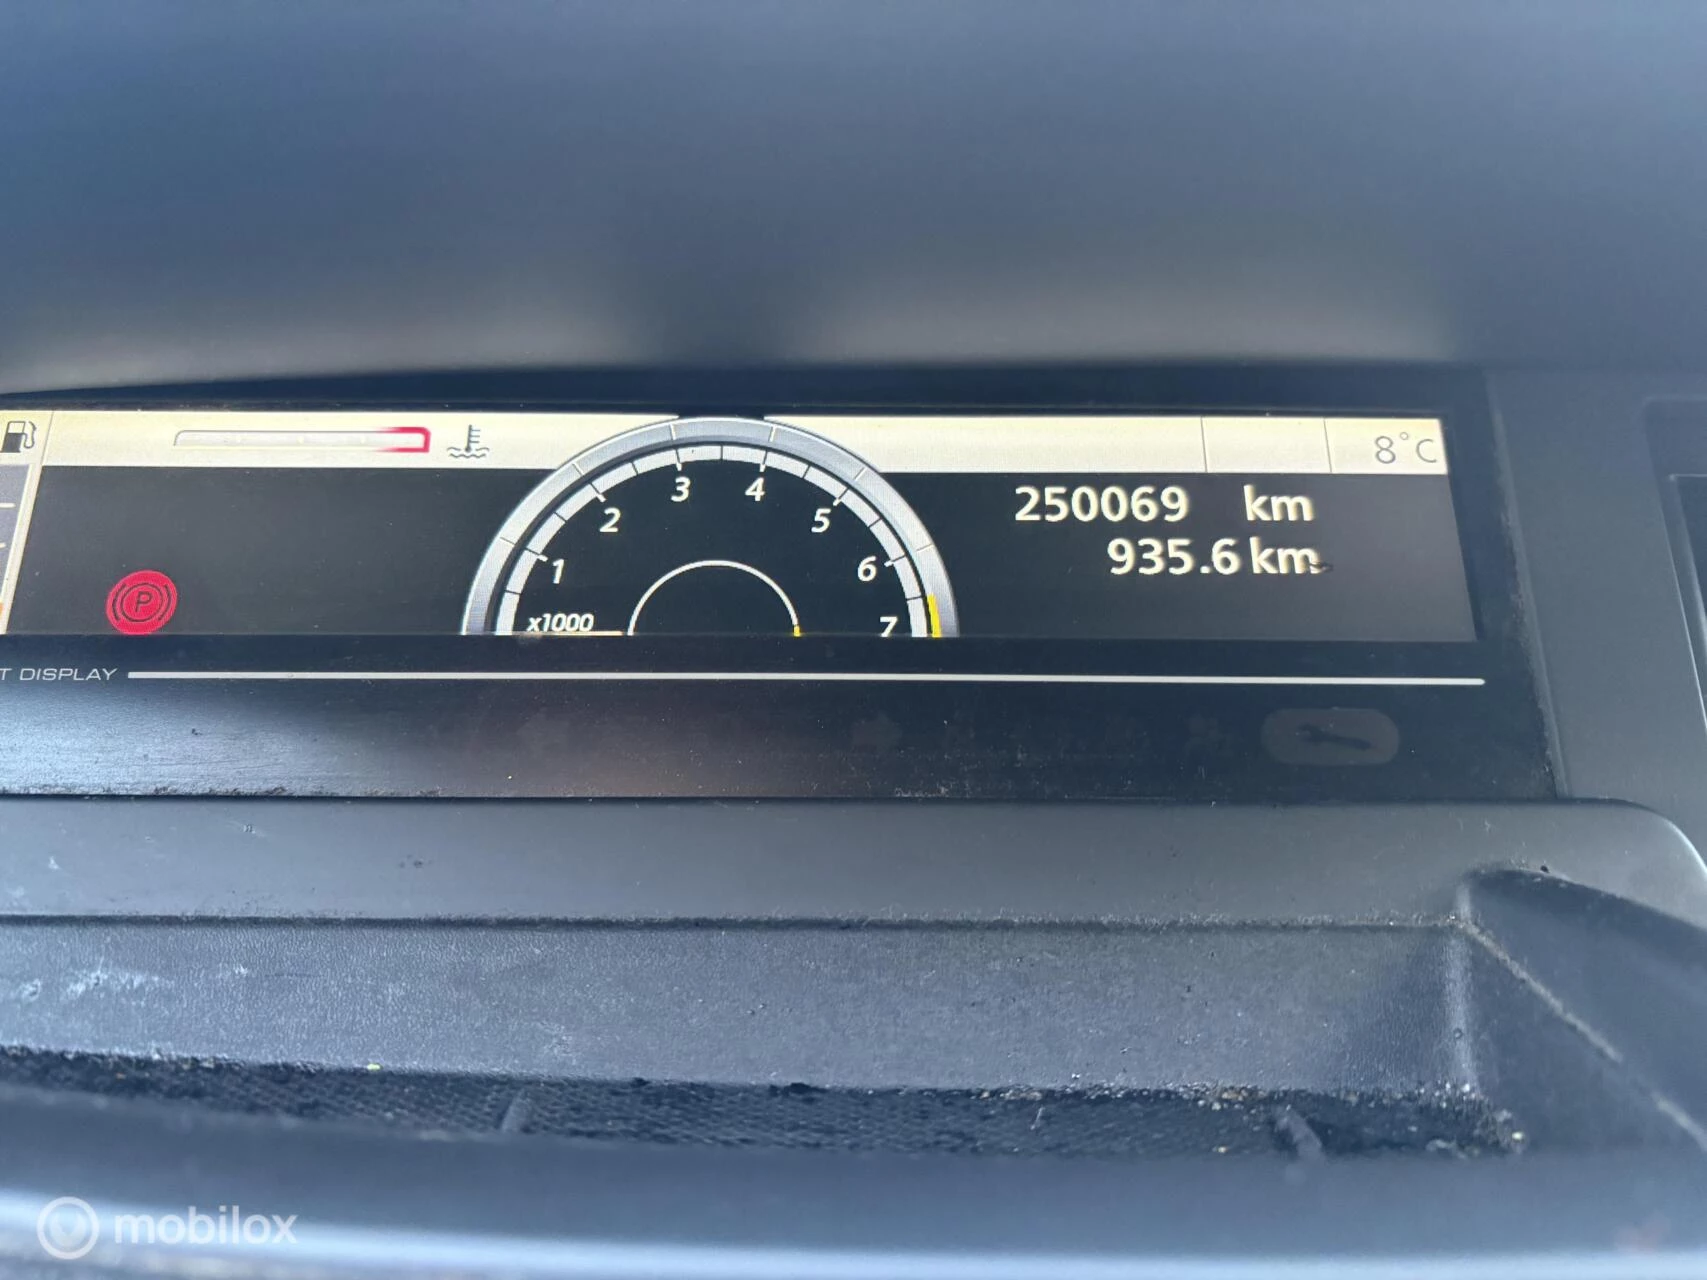 8°C
250069 km
935.6 km
1 2 3 4 5 6 7
x1000
P
T DISPLAY
mobilox